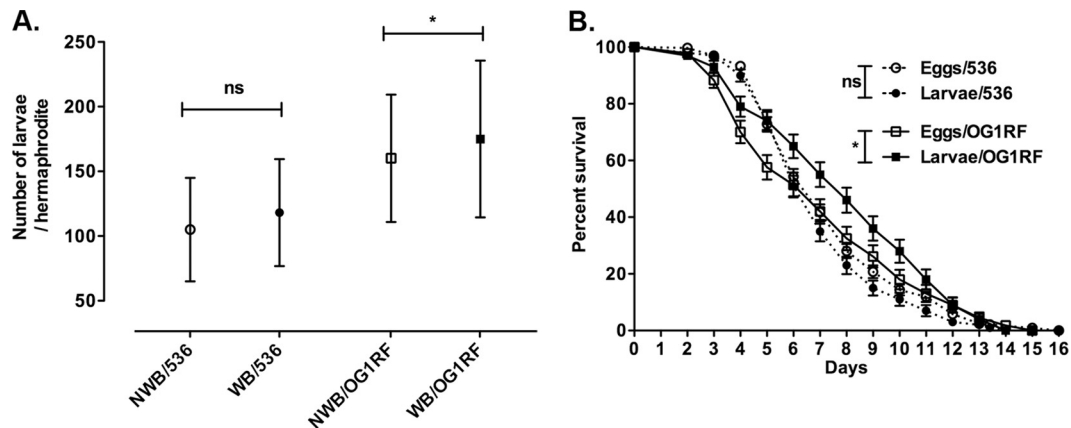 A.
Number of larvae
/ hermaphrodite
250
200
150
100
50
ns
*
NWB/536
WB/536
NWB/OG1RF
WB/OG1RF
B.
Percent survival
100
80
60
40
20
0
0 1 2 3 4 5 6 7 8 9 10 11 12 13 14 15 16
Days
ns
Eggs/536
Larvae/536
*
Eggs/OG1RF
Larvae/OG1RF